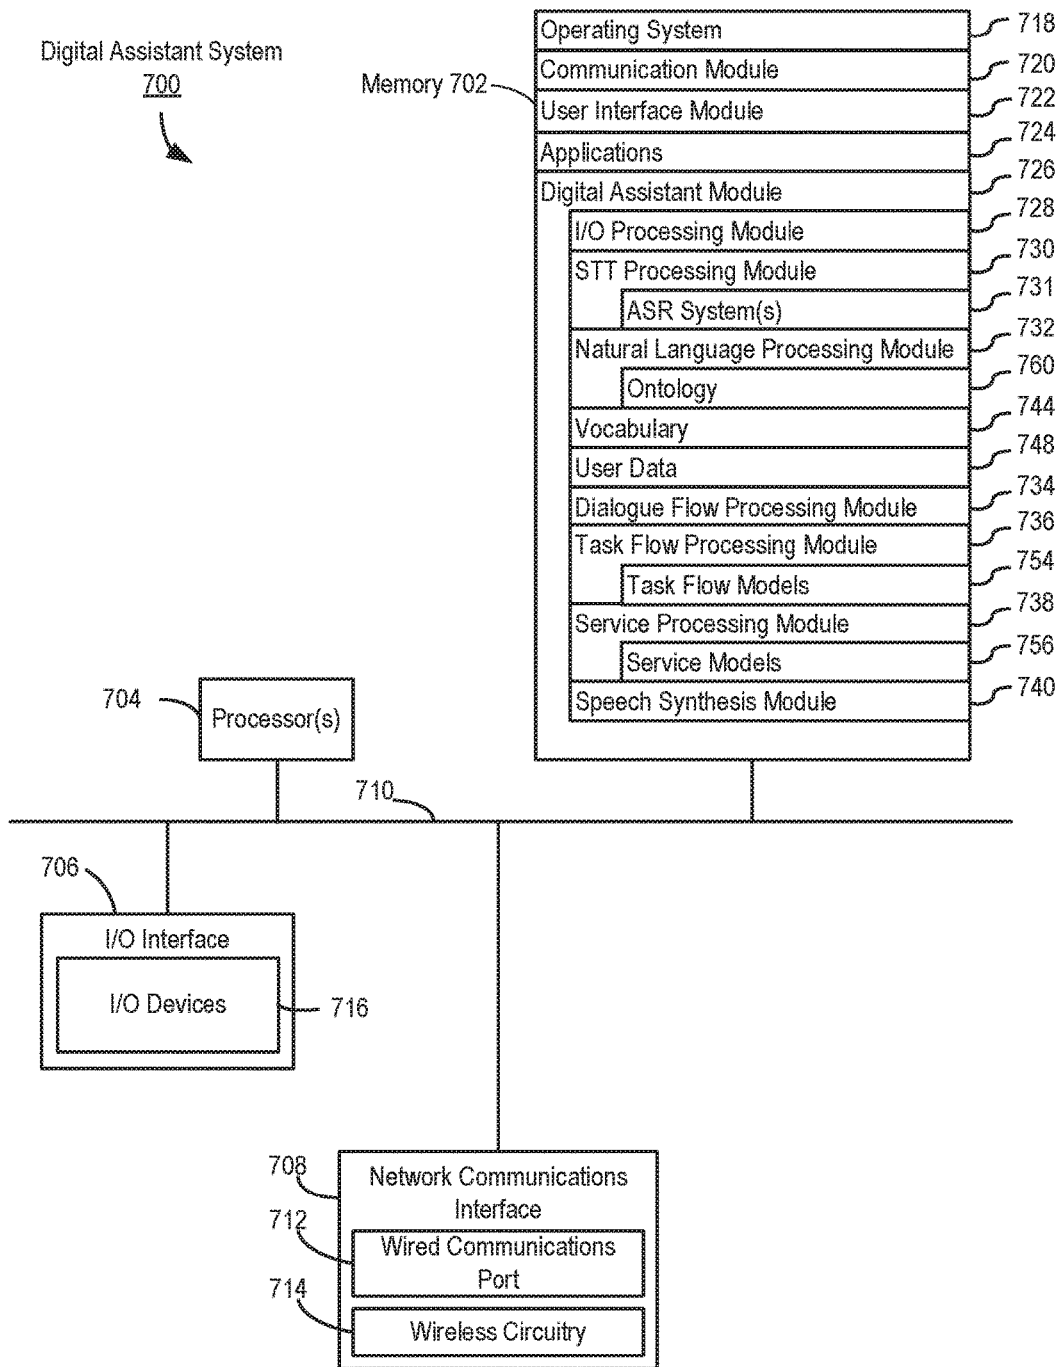 Digital Assistant System
700
Memory 702
Operating System 718
Communication Module 720
User Interface Module 722
Applications 724
Digital Assistant Module 726
I/O Processing Module 728
STT Processing Module 730
ASR System(s) 731
Natural Language Processing Module 732
Ontology 760
Vocabulary 744
User Data 748
Dialogue Flow Processing Module 734
Task Flow Processing Module 736
Task Flow Models 754
Service Processing Module 738
Service Models 756
Speech Synthesis Module 740
704
Processor(s)
710
706
I/O Interface
I/O Devices 716
708
Network Communications
Interface
712
Wired Communications
Port
714
Wireless Circuitry